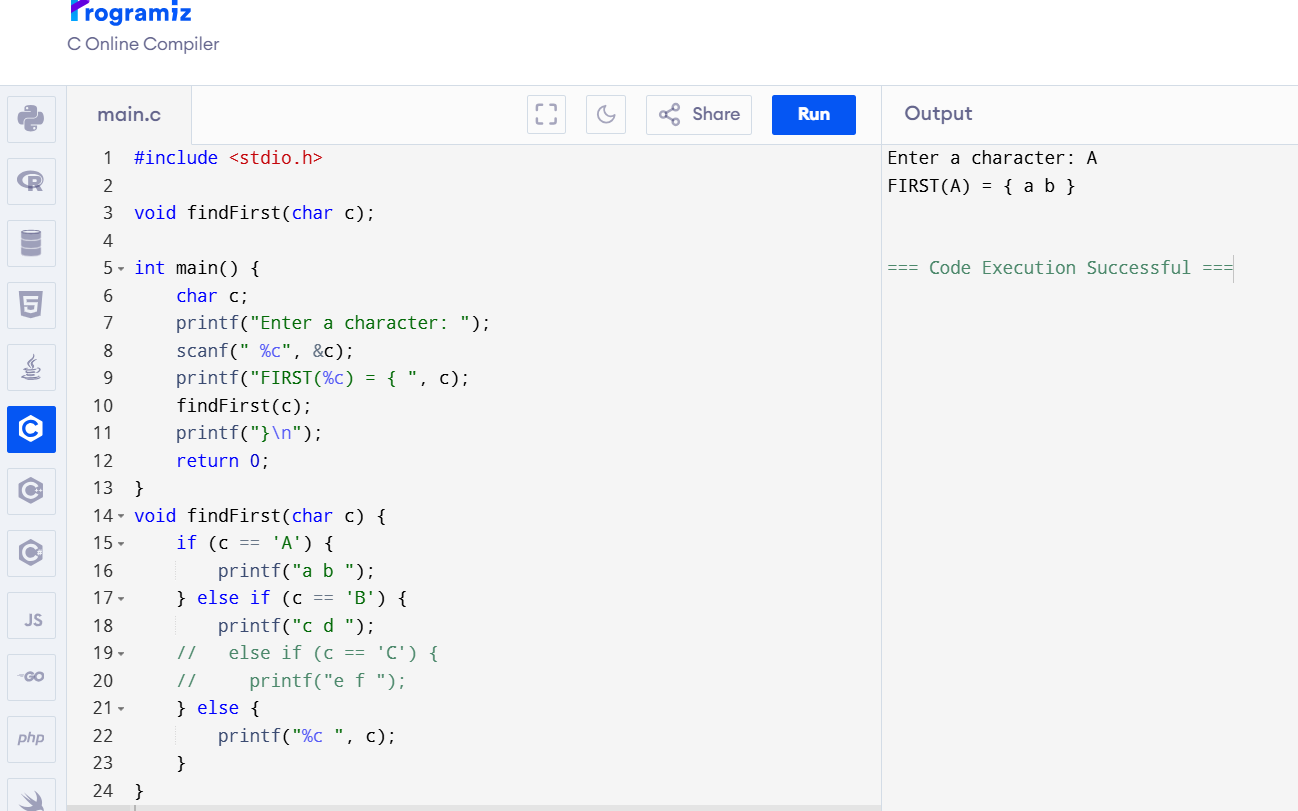 Programiz
C Online Compiler
main.c
Share
Run
Output
1 #include <stdio.h>
2
3 void findFirst(char c);
4
5 int main() {
6     char c;
7     printf("Enter a character: ");
8     scanf(" %c", &c);
9     printf("FIRST(%c) = { ", c);
10     findFirst(c);
11     printf("}\n");
12     return 0;
13 }
14 void findFirst(char c) {
15     if (c == 'A') {
16         printf("a b ");
17     } else if (c == 'B') {
18         printf("c d ");
19     //   else if (c == 'C') {
20     //     printf("e f ");
21     } else {
22         printf("%c ", c);
23     }
24 }
Enter a character: A
FIRST(A) = { a b }
=== Code Execution Successful ===
R
5
C
C
C
JS
GO
php